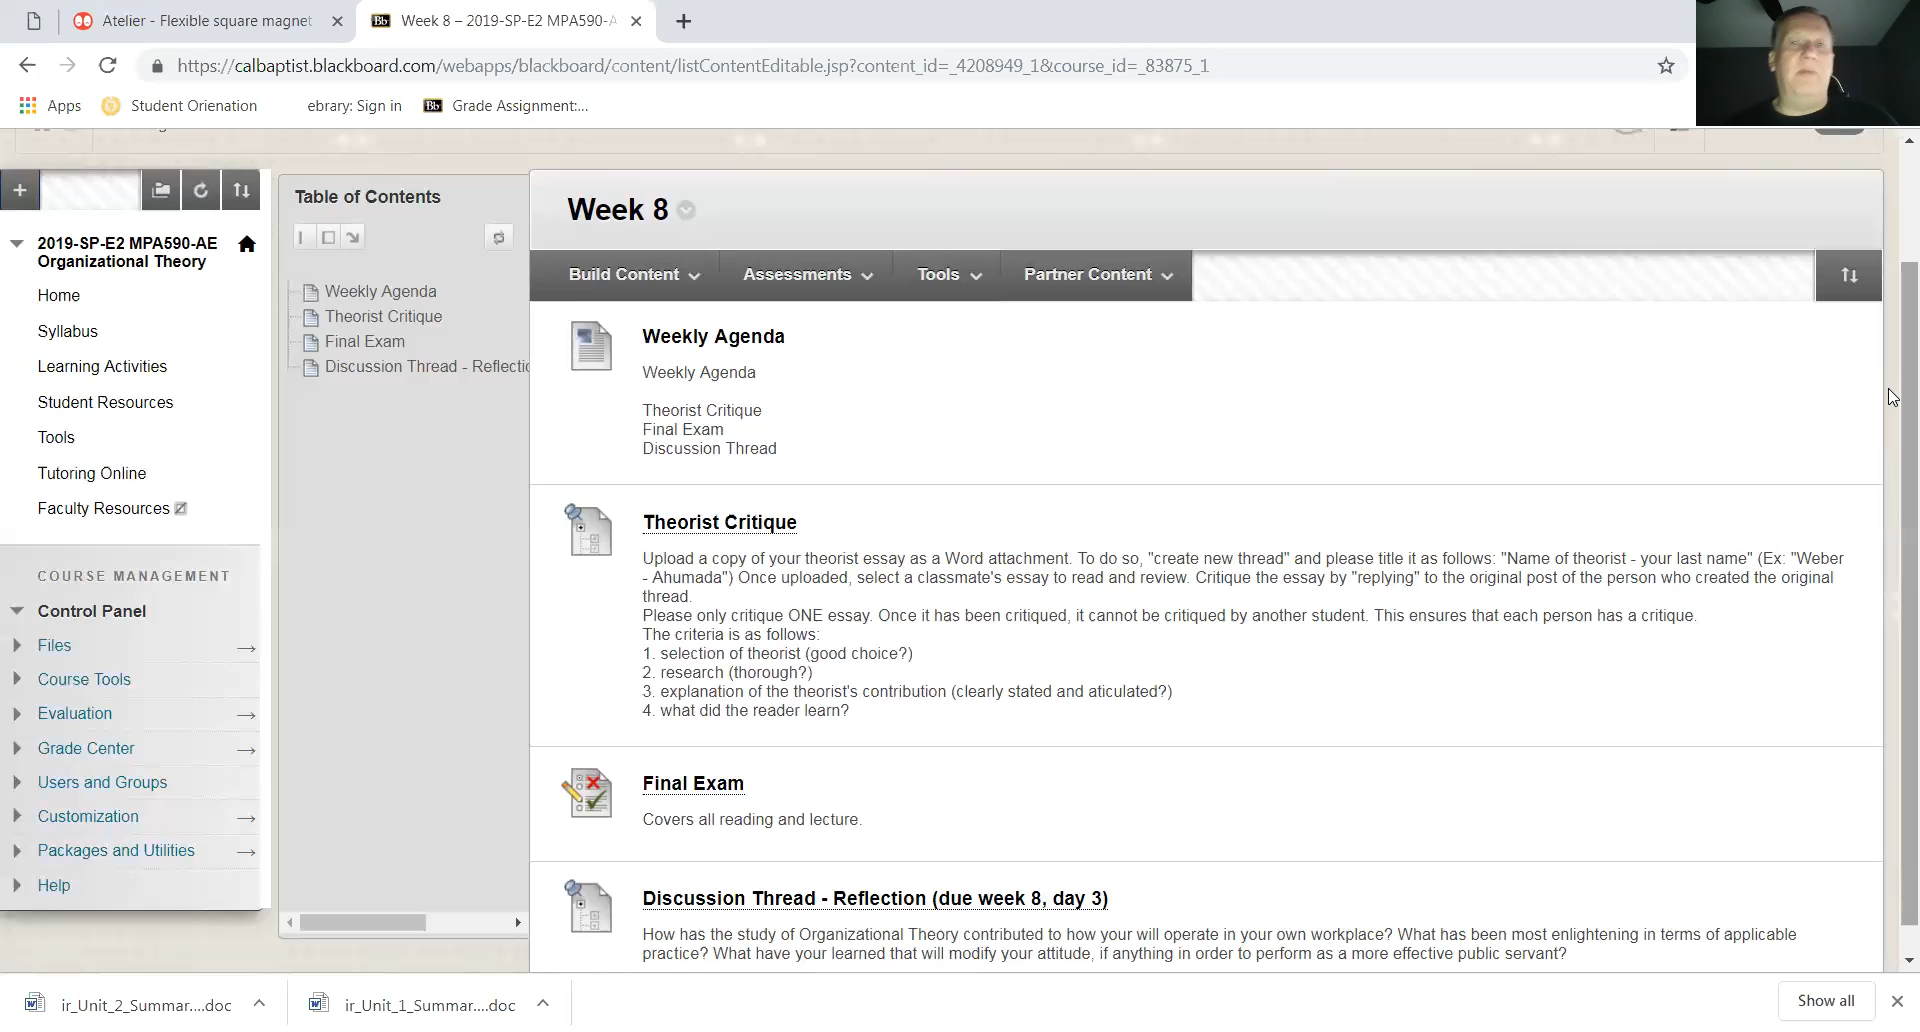 Atelier - Flexible square magnet
Week 8 – 2019-SP-E2 MPA590-A
https://calbaptist.blackboard.com/webapps/blackboard/content/listContentEditable.jsp?content_id=_4208949_1&course_id=_83875_1
Apps
Student Orienation
ebrary: Sign in
Bb
Grade Assignment:...
2019-SP-E2 MPA590-AE
Organizational Theory
Home
Syllabus
Learning Activities
Student Resources
Tools
Tutoring Online
Faculty Resources
COURSE MANAGEMENT
Control Panel
Files
Course Tools
Evaluation
Grade Center
Users and Groups
Customization
Packages and Utilities
Help
Table of Contents
Weekly Agenda
Theorist Critique
Final Exam
Discussion Thread - Reflectio
Week 8
Build Content
Assessments
Tools
Partner Content
Weekly Agenda
Weekly Agenda
Theorist Critique
Final Exam
Discussion Thread
Theorist Critique
Upload a copy of your theorist essay as a Word attachment. To do so, "create new thread" and please title it as follows: "Name of theorist - your last name" (Ex: "Weber
- Ahumada") Once uploaded, select a classmate's essay to read and review. Critique the essay by "replying" to the original post of the person who created the original
thread.
Please only critique ONE essay. Once it has been critiqued, it cannot be critiqued by another student. This ensures that each person has a critique.
The criteria is as follows:
1. selection of theorist (good choice?)
2. research (thorough?)
3. explanation of the theorist's contribution (clearly stated and aticulated?)
4. what did the reader learn?
Final Exam
Covers all reading and lecture.
Discussion Thread - Reflection (due week 8, day 3)
How has the study of Organizational Theory contributed to how your will operate in your own workplace? What has been most enlightening in terms of applicable
practice? What have your learned that will modify your attitude, if anything in order to perform as a more effective public servant?
ir_Unit_2_Summar....doc
ir_Unit_1_Summar....doc
Show all